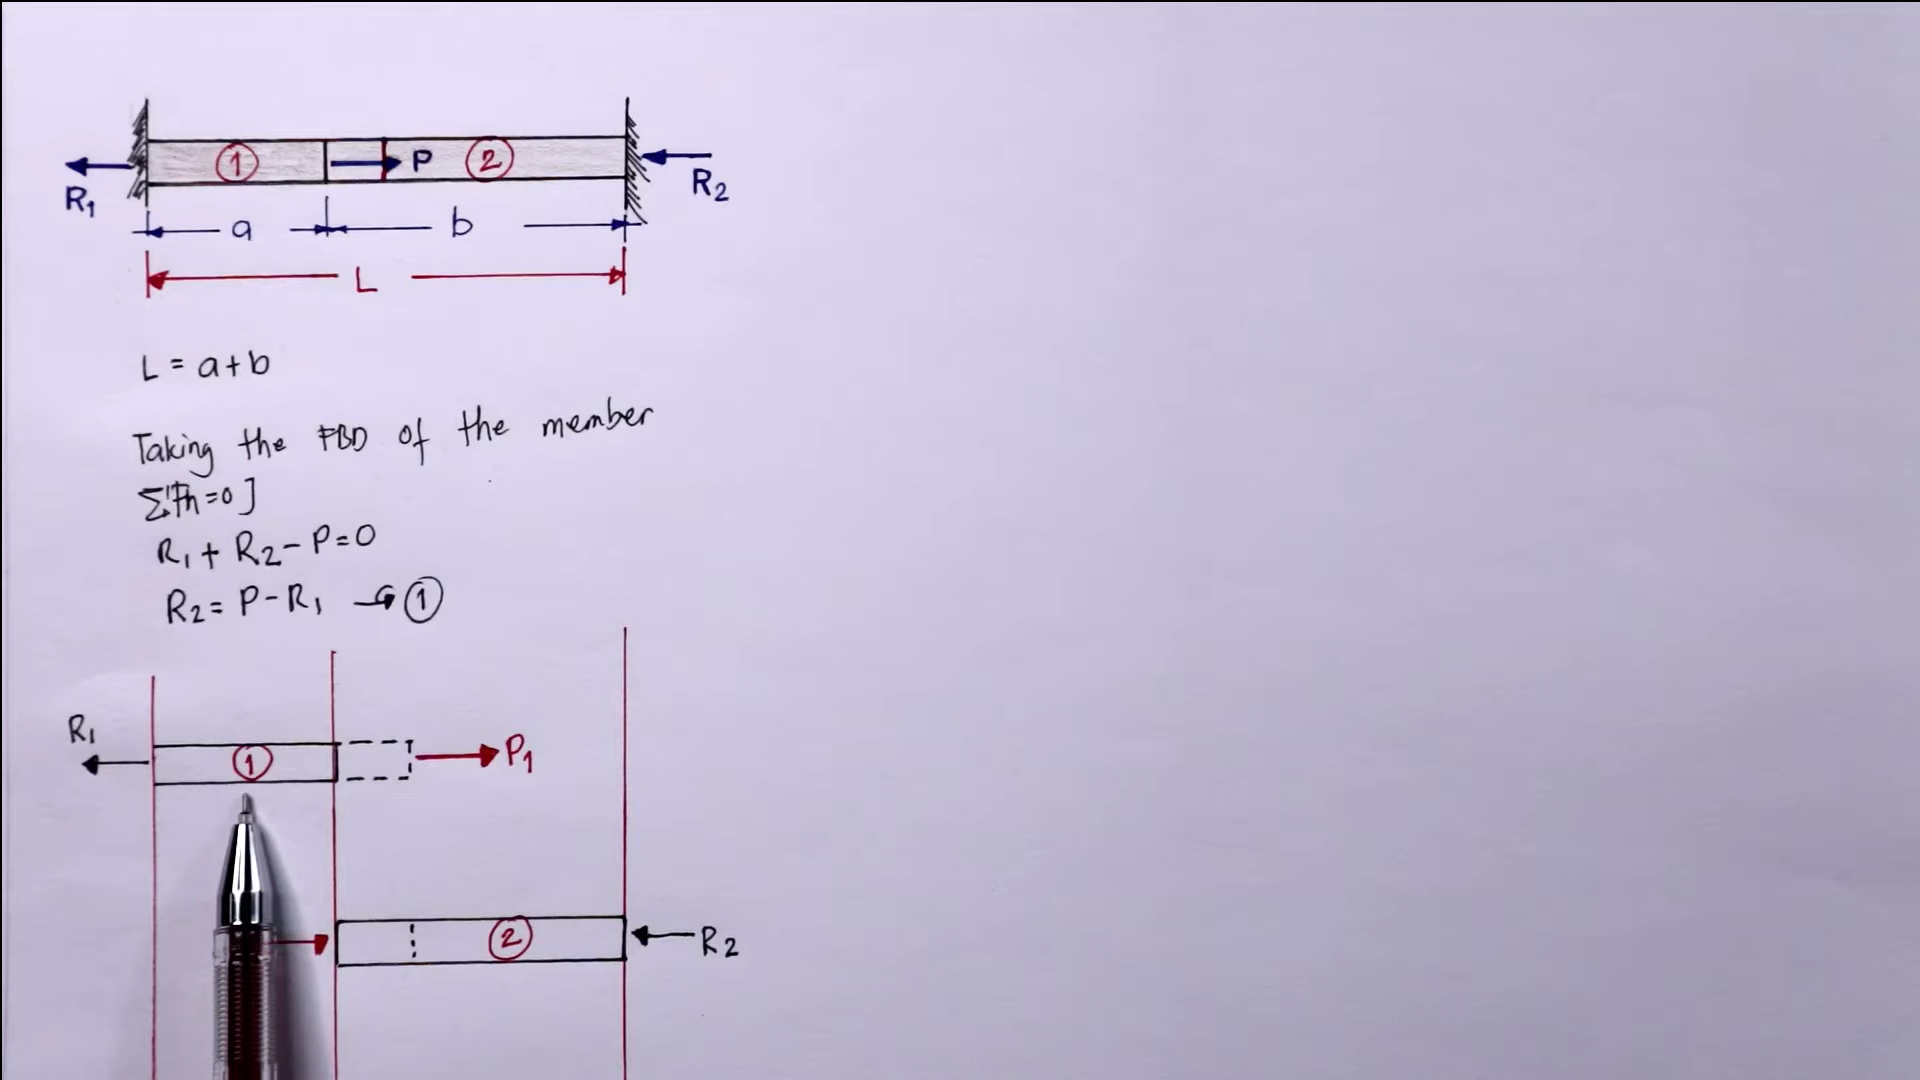 ① P ②
R₁ R₂
a b
L
L = a+b
Taking the FBD of the member
ΣFh=0]
R₁ + R₂ - P = 0
R₂ = P - R₁ → ①
R₁ ① P₁
② R₂